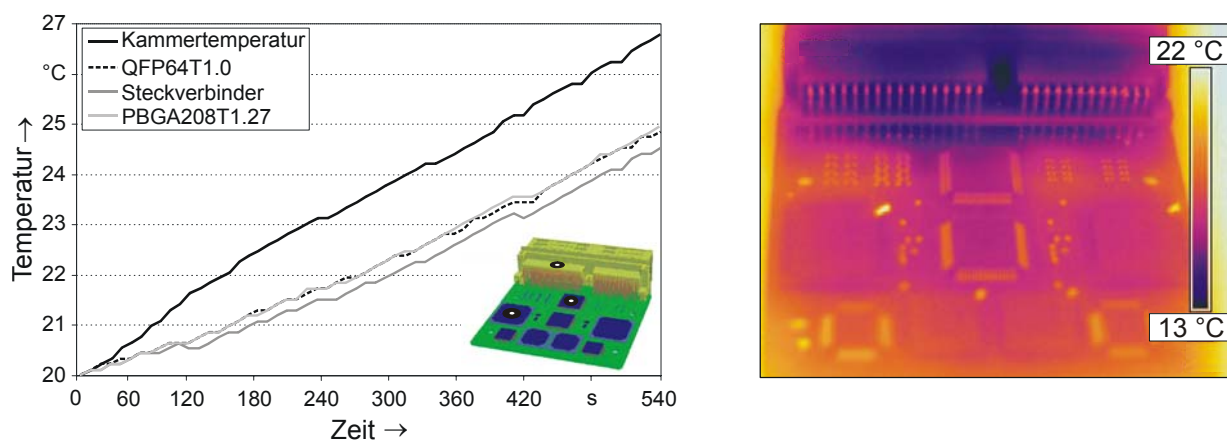 27
°C
25
24
23
22
21
20
Temperatur →
Kammertemperatur
QFP64T1.0
Steckverbinder
PBGA208T1.27
0 60 120 180 240 300 360 420 s 540
Zeit →
22 °C
13 °C